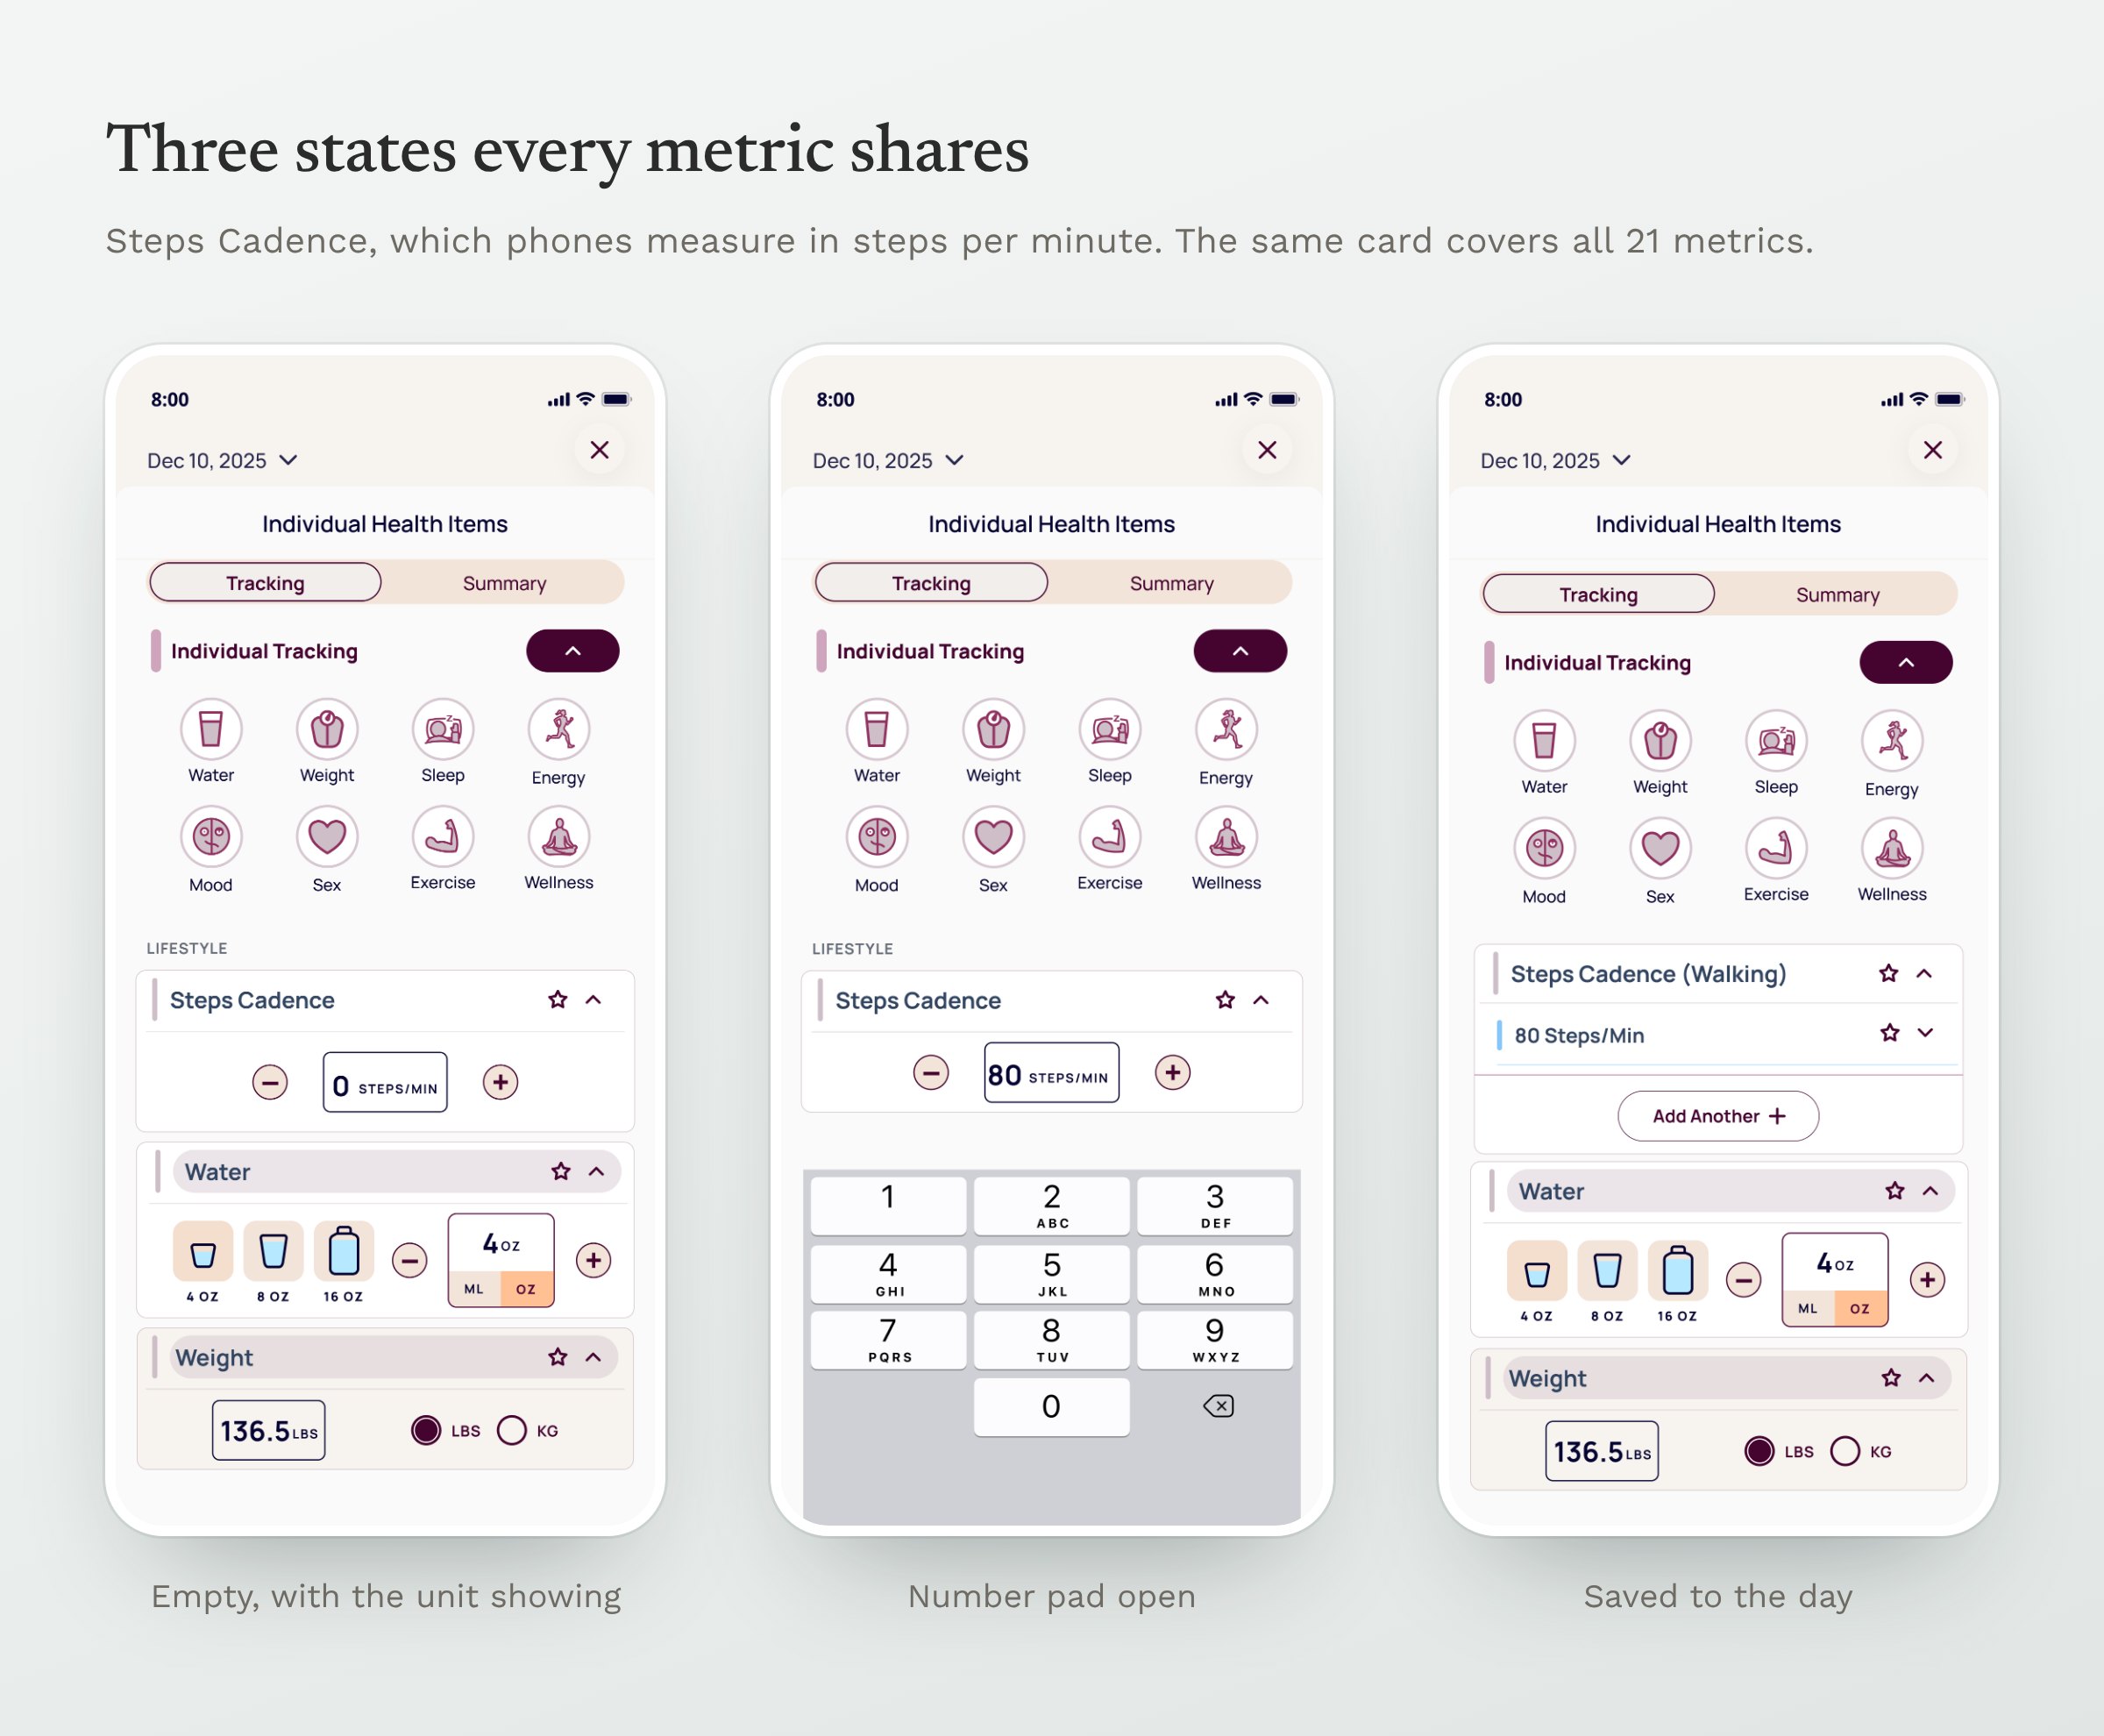 Three states every metric shares
Steps Cadence, which phones measure in steps per minute. The same card covers all 21 metrics.
8:00
Dec 10, 2025
Individual Health Items
Tracking Summary
Individual Tracking
Water Weight Sleep Energy
Mood Sex Exercise Wellness
LIFESTYLE
Steps Cadence
0 STEPS/MIN
Water
4 OZ
ML OZ
4 OZ 8 OZ 16 OZ
Weight
136.5 LBS LBS KG
Empty, with the unit showing
8:00
Dec 10, 2025
Individual Health Items
Tracking Summary
Individual Tracking
Water Weight Sleep Energy
Mood Sex Exercise Wellness
LIFESTYLE
Steps Cadence
80 STEPS/MIN
1 2 3
ABC DEF
4 5 6
GHI JKL MNO
7 8 9
PQRS TUV WXYZ
0
Number pad open
8:00
Dec 10, 2025
Individual Health Items
Tracking Summary
Individual Tracking
Water Weight Sleep Energy
Mood Sex Exercise Wellness
Steps Cadence (Walking)
80 Steps/Min
Add Another +
Water
4 OZ
ML OZ
4 OZ 8 OZ 16 OZ
Weight
136.5 LBS LBS KG
Saved to the day